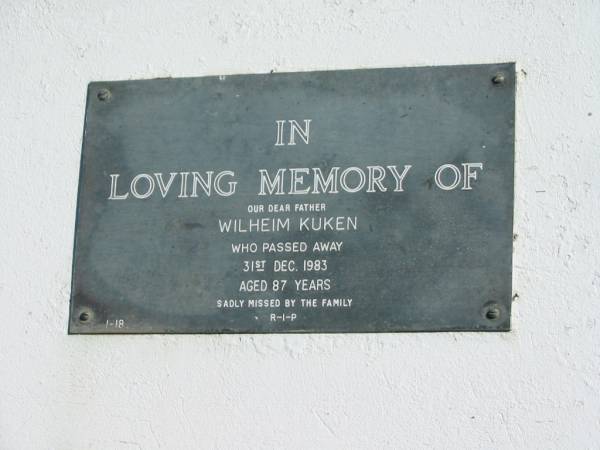 IN
LOVING MEMORY OF
OUR DEAR FATHER
WILHEIM KUKEN
WHO PASSED AWAY
31ST DEC. 1983
AGED 87 YEARS
SADLY MISSED BY THE FAMILY
R-I-P
1-18